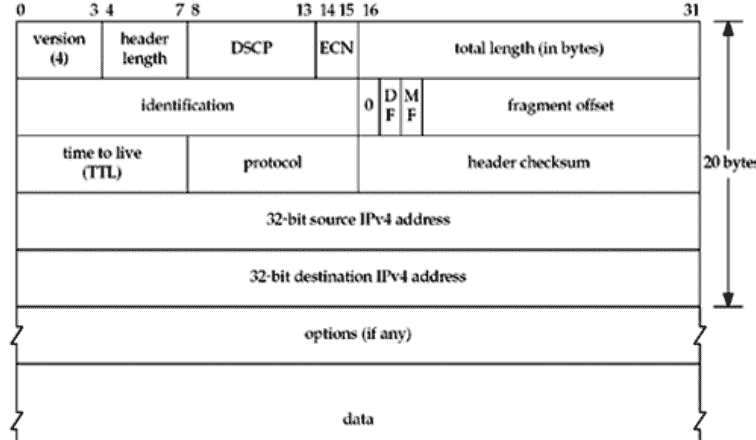 0 3 4 7 8 13 14 15 16 31
version header DSCP ECN total length (in bytes)
(4) length
identification 0 D M fragment offset
F F
time to live protocol header checksum
(TTL)
20 bytes
32-bit source IPv4 address
32-bit destination IPv4 address
options (if any)
data